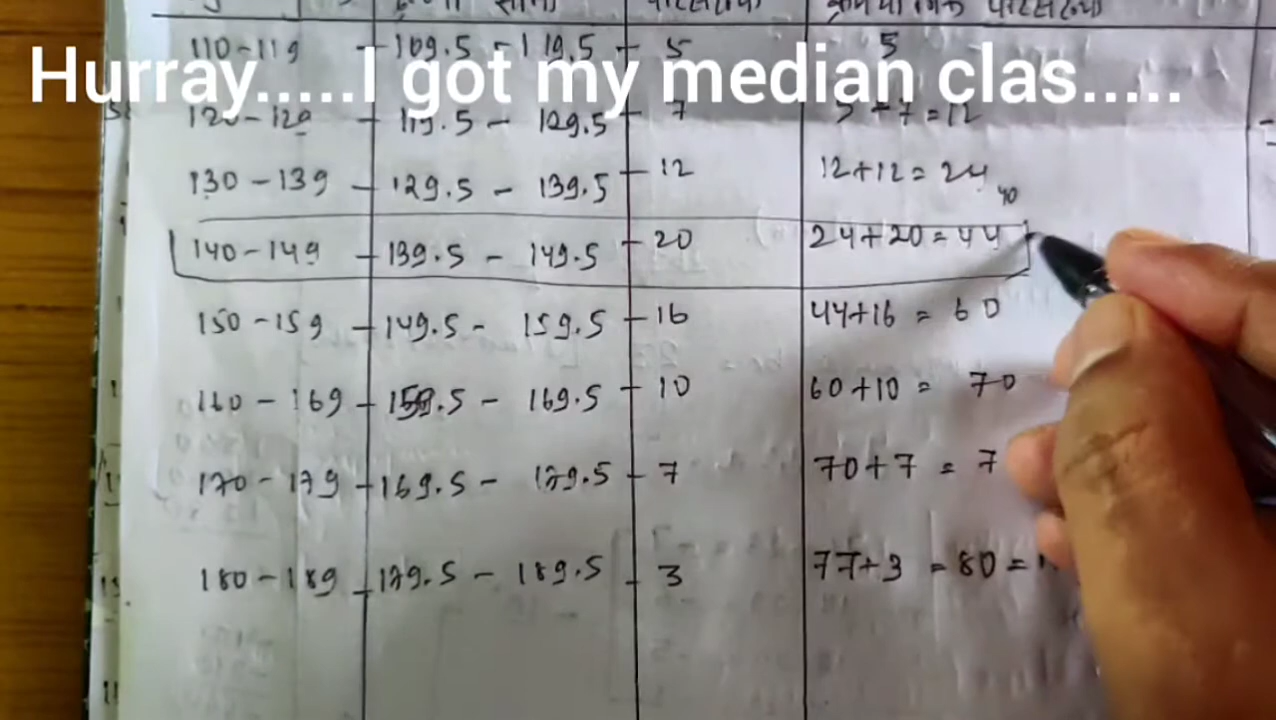 Hurray.....I got my median clas.....
110-119 109.5 - 119.5 5 5
120-129 119.5 - 129.5 7 5+7=12
130-139 129.5 - 139.5 12 12+12=24
40
140-149 139.5 - 149.5 20 24+20=44
150-159 149.5 - 159.5 16 44+16=60
160-169 159.5 - 169.5 10 60+10=70
170-179 169.5 - 179.5 7 70+7=7
180-189 179.5 - 189.5 3 77+3=80=